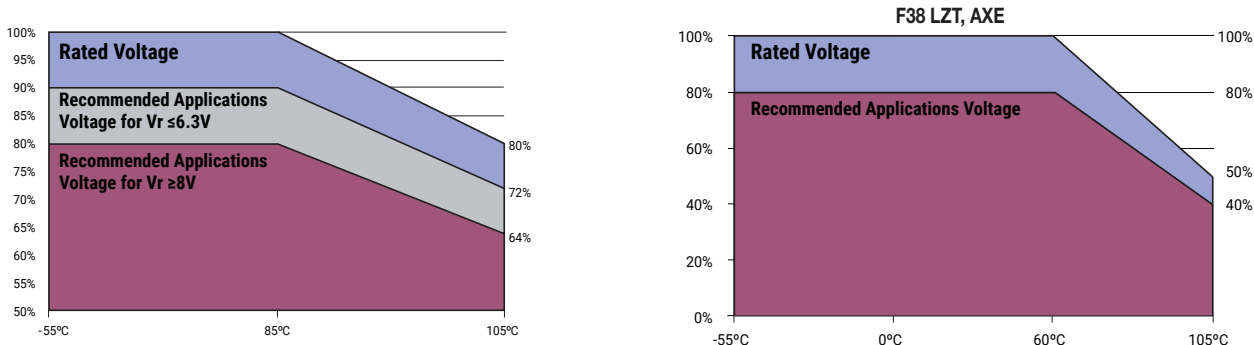 100%
95%
90%
85%
80%
75%
70%
65%
60%
55%
50%
Rated Voltage
Recommended Applications
Voltage for Vr ≤6.3V
Recommended Applications
Voltage for Vr ≥8V
80%
72%
64%
-55ºC
85ºC
105ºC
F38 LZT, AXE
100%
80%
60%
40%
20%
0%
Rated Voltage
Recommended Applications Voltage
100%
80%
50%
40%
-55ºC
0ºC
60ºC
105ºC